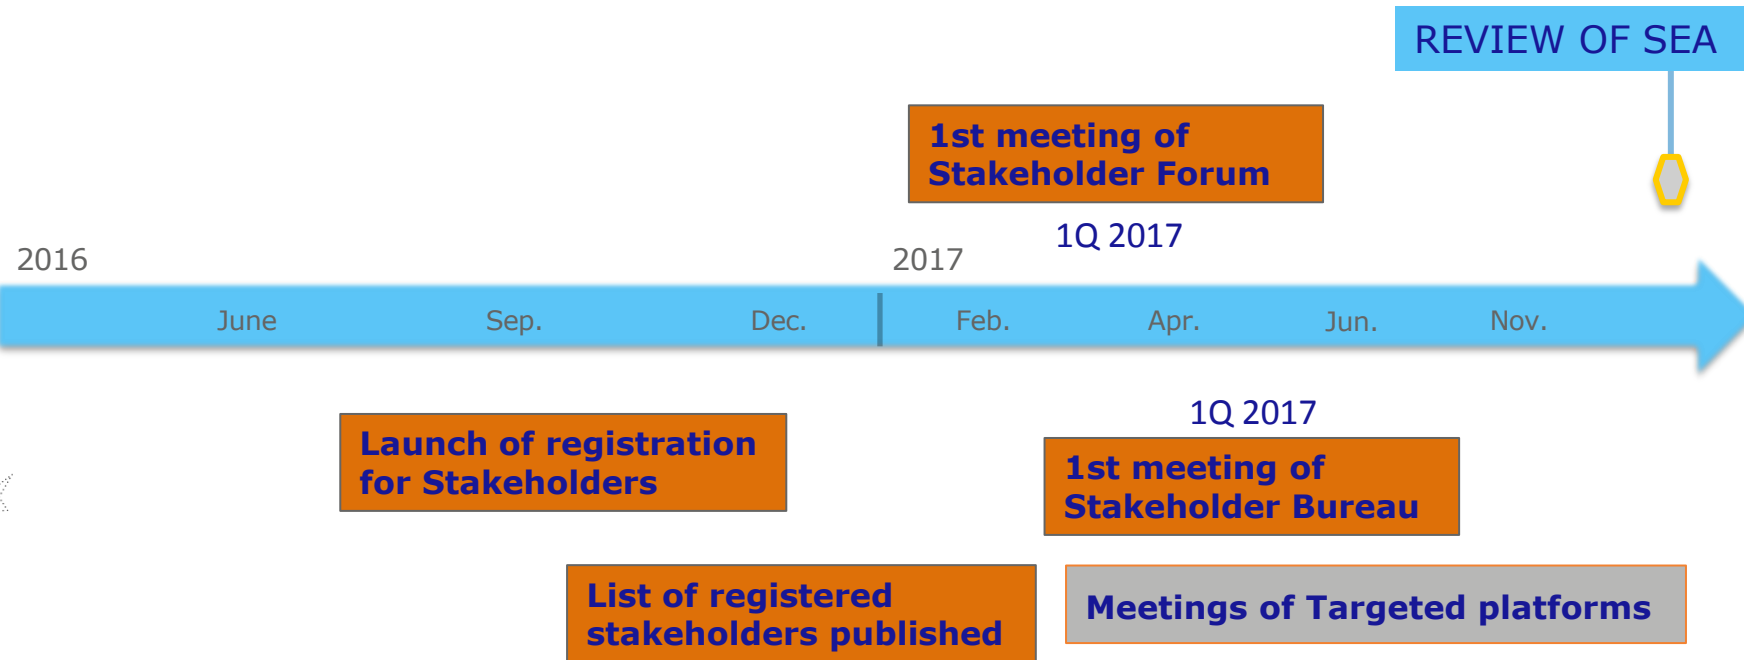 REVIEW OF SEA
1st meeting of
Stakeholder Forum
1Q 2017
2016
2017
June
Sep.
Dec.
Feb.
Apr.
Jun.
Nov.
1Q 2017
Launch of registration
for Stakeholders
1st meeting of
Stakeholder Bureau
List of registered
stakeholders published
Meetings of Targeted platforms